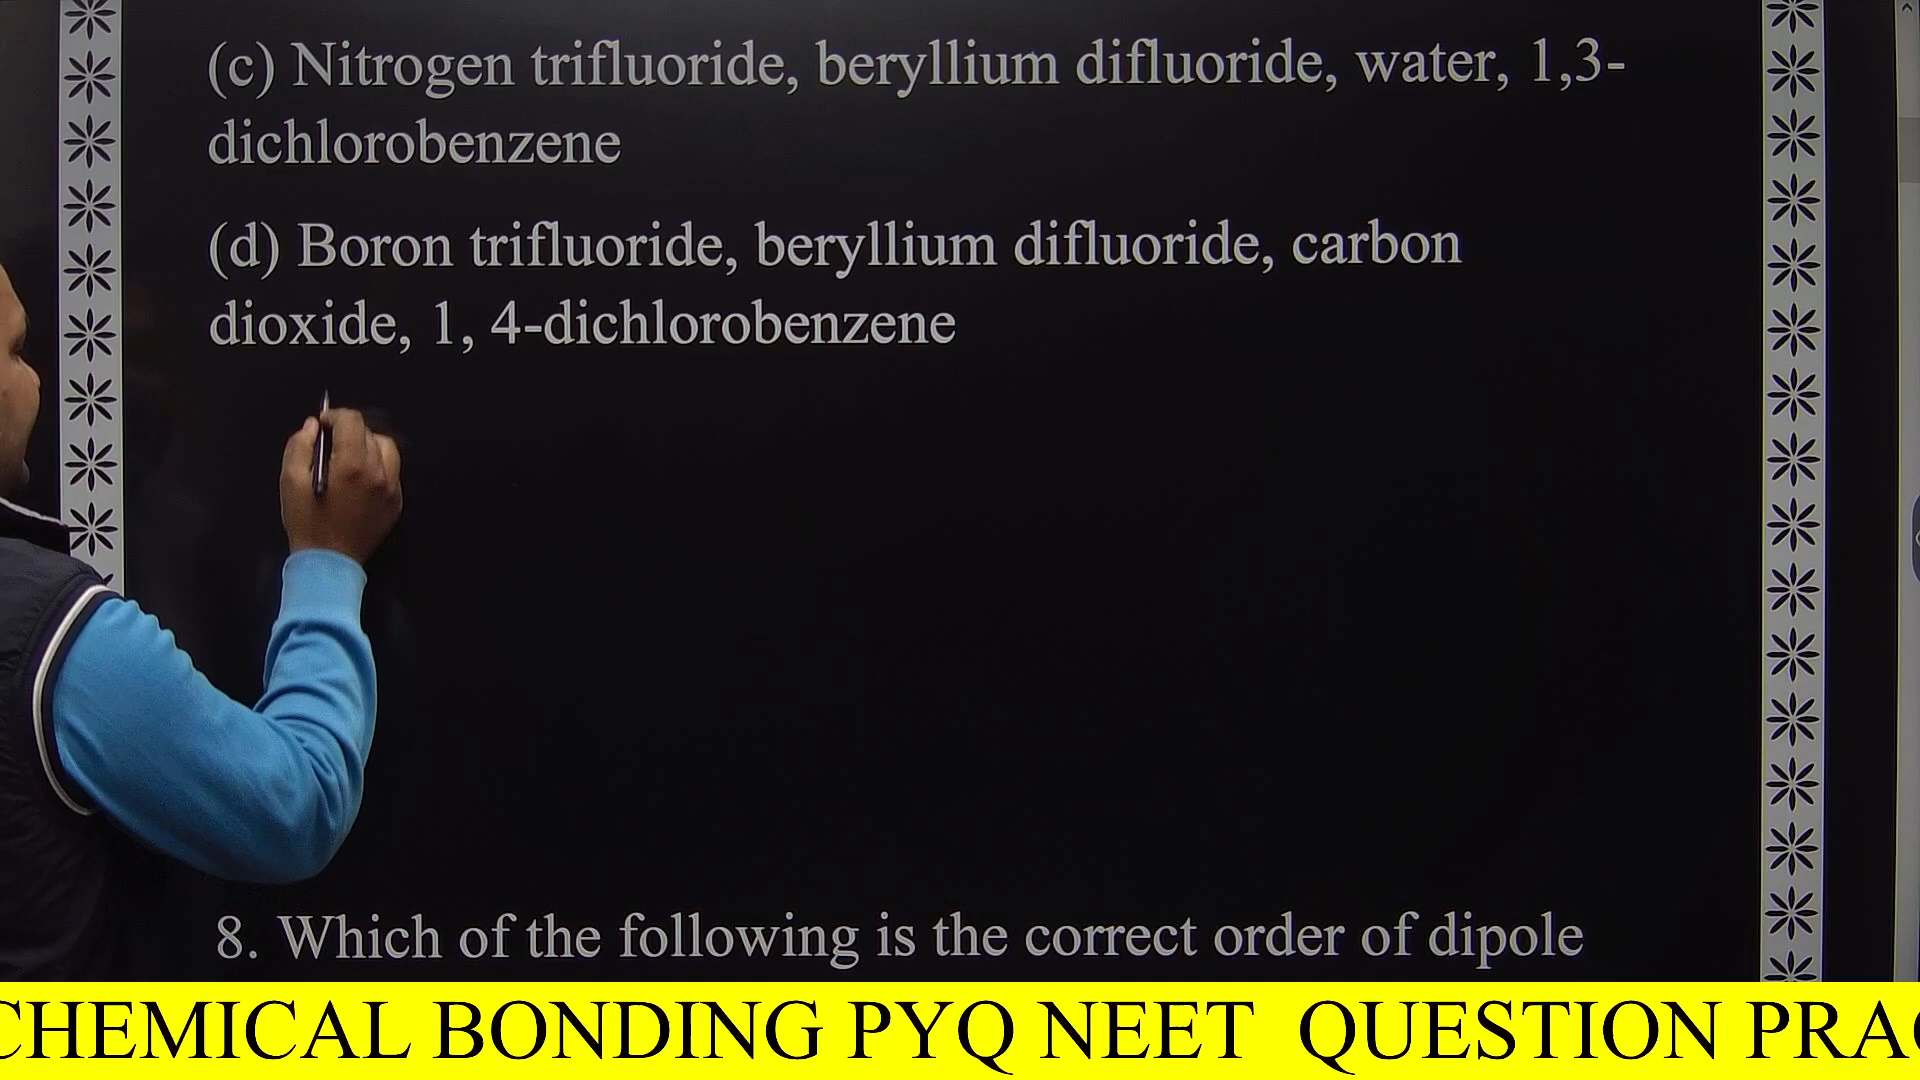 (c) Nitrogen trifluoride, beryllium difluoride, water, 1,3-
dichlorobenzene
(d) Boron trifluoride, beryllium difluoride, carbon
dioxide, 1, 4-dichlorobenzene
8. Which of the following is the correct order of dipole
CHEMICAL BONDING PYQ NEET QUESTION PRAC